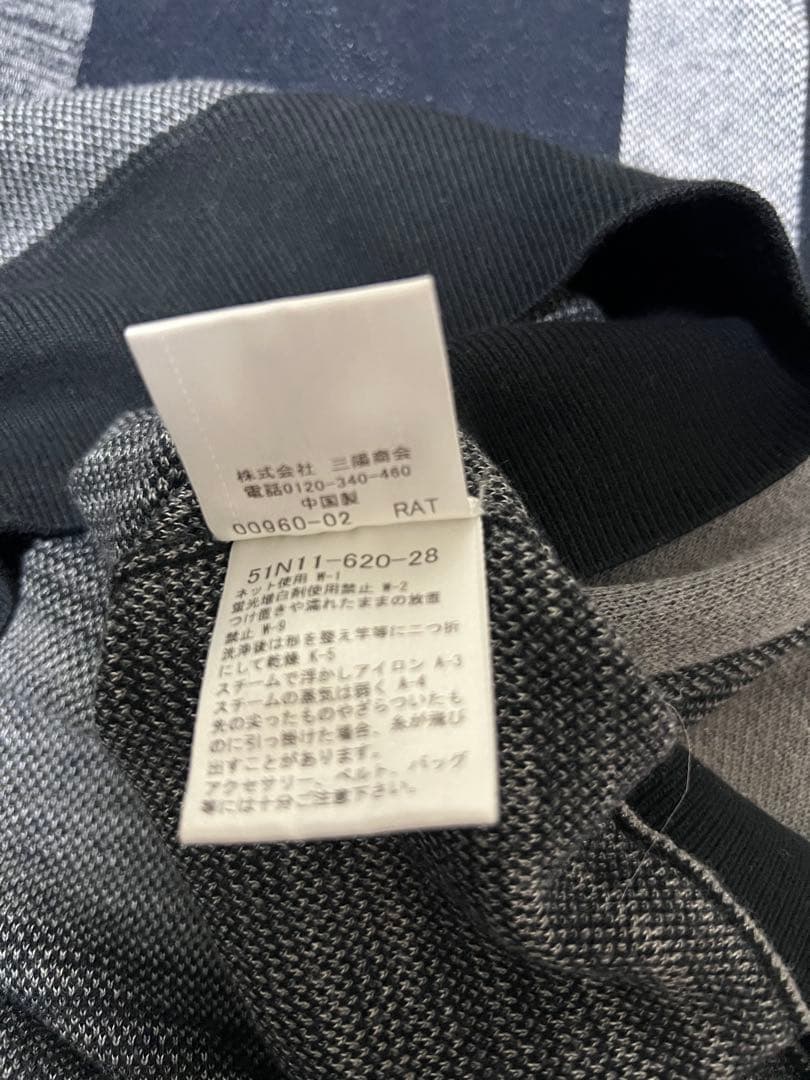 株式会社 三陽商会
電話0120-340-460
中国製
00960-02 RAT
51N11-620-28
ネット使用 W-1
蛍光増白剤使用禁止 W-2
つけ置きや濡れたままの放置
禁止 W-9
洗浄後は形を整え竿等に二つ折
にして乾燥 K-5
スチームで浮かしアイロン A-3
スチームの蒸気は弱く A-4
先の尖ったものやざらついたも
のに引っ掛けた場合、糸が飛び
出すことがあります。
アクセサリー、ベルト、バッグ
等には十分ご注意下さい。